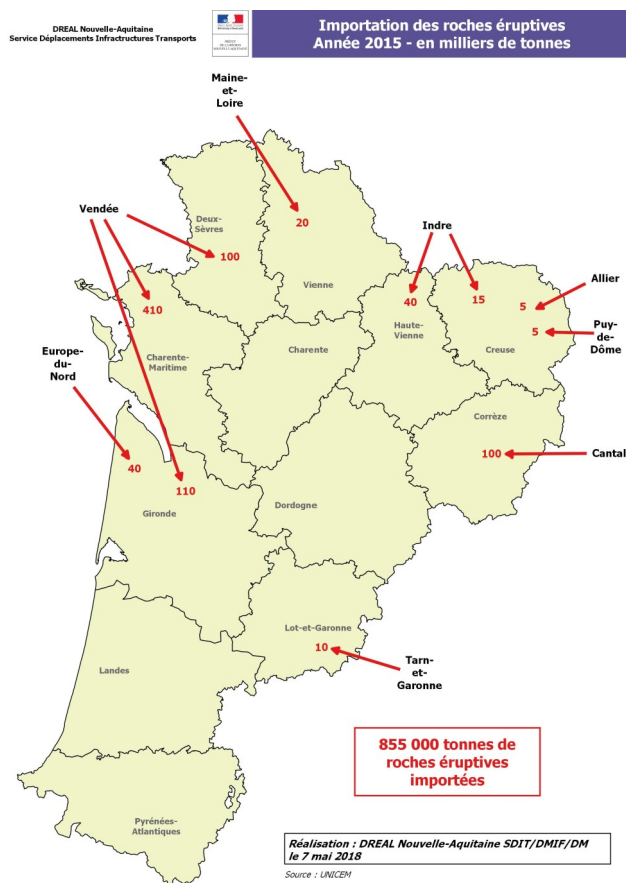 DREAL Nouvelle-Aquitaine
Service Déplacements Infractructures Transports
Importation des roches éruptives
Année 2015 - en milliers de tonnes
Maine-
et-
Loire
Vendée
Deux-
Sèvres
100
20
Vienne
Indre
40
15
Haute-
Vienne
Allier
5
Puy-
de-
Dôme
5
Creuse
410
Charente-
Maritime
Charente
Europe-
du-
Nord
40
110
Gironde
Dordogne
Corrèze
100
Cantal
Lot-et-Garonne
10
Tarn-
et-
Garonne
Landes
Pyrénées-
Atlantiques
855 000 tonnes de
roches éruptives
importées
Réalisation : DREAL Nouvelle-Aquitaine SDIT/DMIF/DM
le 7 mai 2018
Source : UNICEM